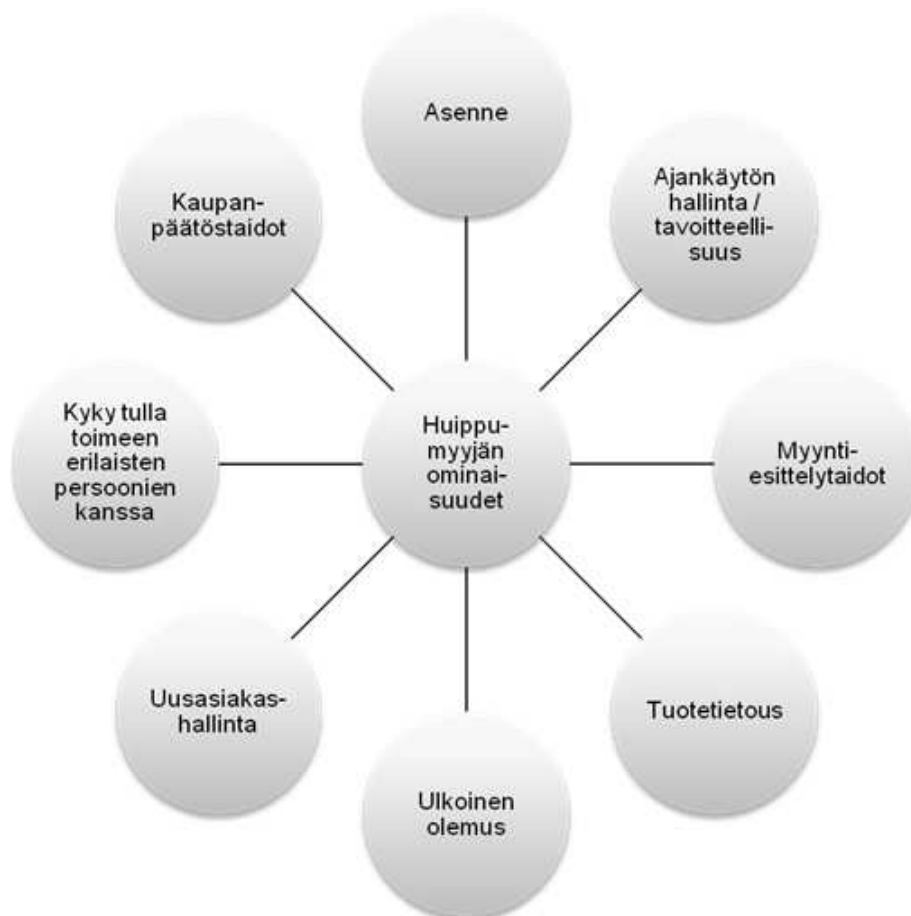 Asenne
Ajankäytön
hallinta /
tavoitteelli-
suus
Myynti-
esittelytaidot
Tuotetietous
Ulkoinen
olemus
Uusasiakas-
hallinta
Kyky tulla
toimeen
erilaisten
persoonien
kanssa
Kaupan-
päätöstaidot
Huippu-
myyjän
ominai-
suudet